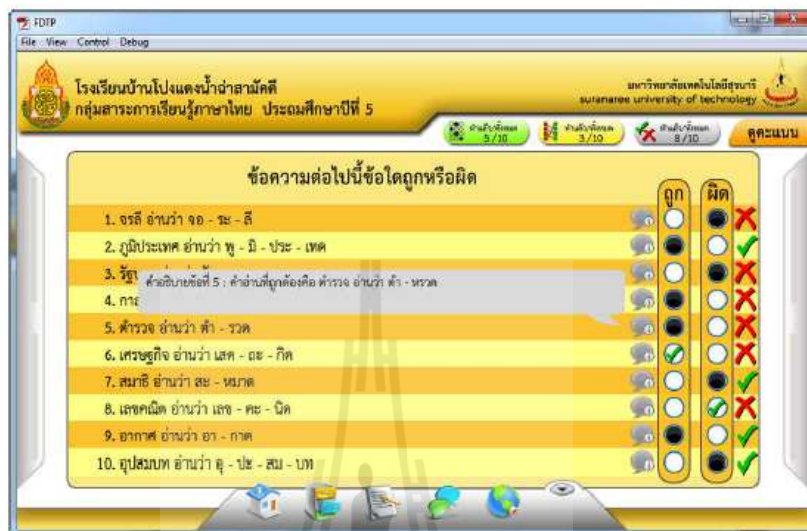 FDTP
File View Control Debug
โรงเรียนบ้านโปงแดงน้ำฉ่าสามัคคี
กลุ่มสาระการเรียนรู้ภาษาไทย ประถมศึกษาปีที่ 5
มหาวิทยาลัยเทคโนโลยีสุรนารี
suranaree university of technology
5/10
3/10
8/10
ดูคะแนน
ข้อความต่อไปนี้ข้อใดถูกหรือผิด
ถูก
ผิด
1. จรลี อ่านว่า จอ - ระ - ลี
2. ภูมิประเทศ อ่านว่า พู - มิ - ประ - เทด
3. รัฐ
คำอธิบายข้อที่ 5 : คำอ่านที่ถูกต้องคือ ตำรวจ อ่านว่า ตำ - หรวด
4. กา
5. ตำรวจ อ่านว่า ตำ - รวด
6. เศรษฐกิจ อ่านว่า เสด - ถะ - กิด
7. สมาธิ อ่านว่า สะ - หมาด
8. เลขคณิต อ่านว่า เลข - คะ - นิด
9. อากาศ อ่านว่า อา - กาด
10. อุปสมบท อ่านว่า อุ - ปะ - สม - บท